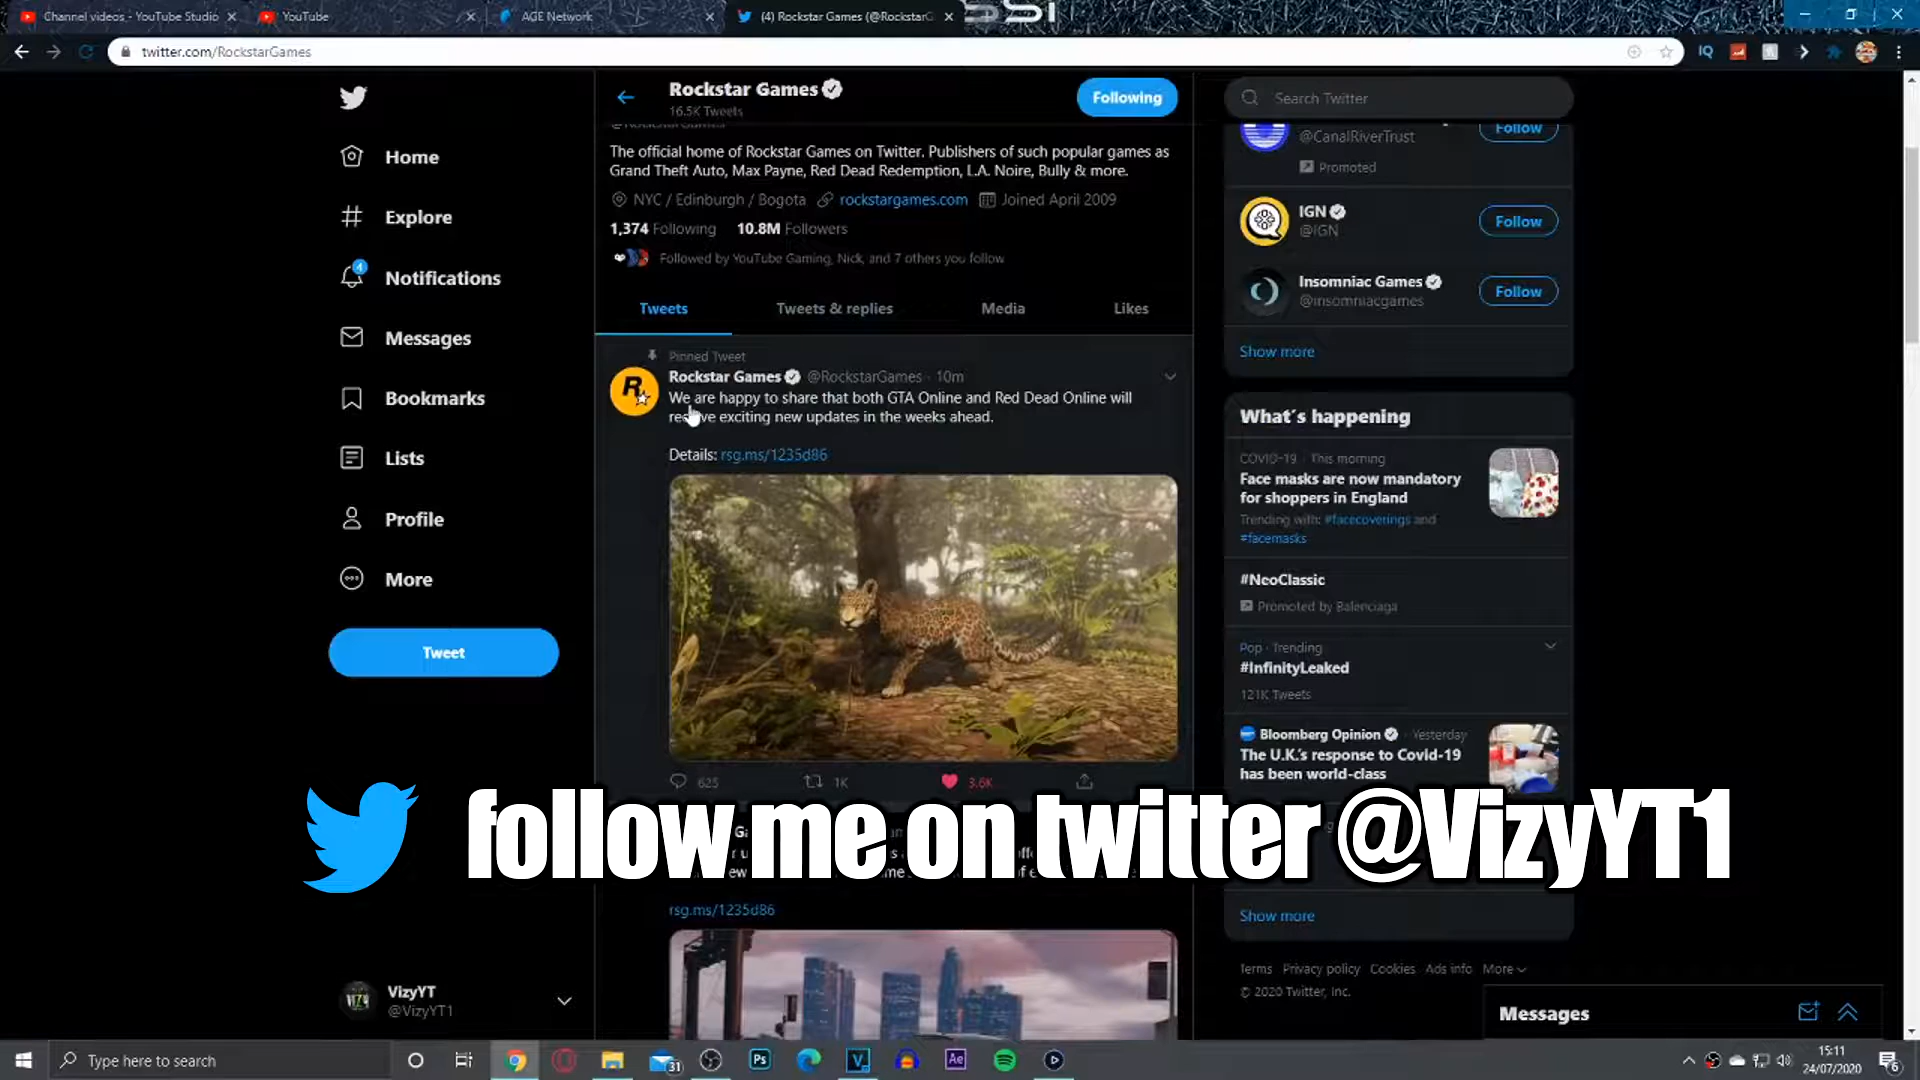 Channel videos - YouTube Studio
YouTube
AGE Network
(4) Rockstar Games (@RockstarG
twitter.com/RockstarGames
IQ
Home
Explore
4
Notifications
Messages
Bookmarks
Lists
Profile
More
Tweet
VizyYT
@VizyYT1
Rockstar Games
16.5K Tweets
Following
@RockstarGames
The official home of Rockstar Games on Twitter. Publishers of such popular games as
Grand Theft Auto, Max Payne, Red Dead Redemption, L.A. Noire, Bully & more.
NYC / Edinburgh / Bogota rockstargames.com Joined April 2009
1,374 Following 10.8M Followers
Followed by YouTube Gaming, Nick, and 7 others you follow
Tweets Tweets & replies Media Likes
Pinned Tweet
Rockstar Games @RockstarGames · 10m
We are happy to share that both GTA Online and Red Dead Online will
receive exciting new updates in the weeks ahead.
Details: rsg.ms/1235d86
625 1K 3.6K
follow me on twitter @VizyYT1
rsg.ms/1235d86
Search Twitter
@CanalRiverTrust
Follow
Promoted
IGN
@IGN
Follow
Insomniac Games
@insomniacgames
Follow
Show more
What's happening
COVID-19 · This morning
Face masks are now mandatory
for shoppers in England
Trending with: #facecoverings and
#facemasks
#NeoClassic
Promoted by Balenciaga
Pop · Trending
#InfinityLeaked
121K Tweets
Bloomberg Opinion · Yesterday
The U.K.'s response to Covid-19
has been world-class
Show more
Terms Privacy policy Cookies Ads info More
© 2020 Twitter, Inc.
Messages
Type here to search
31
Ps
V
Ae
15:11
24/07/2020
6